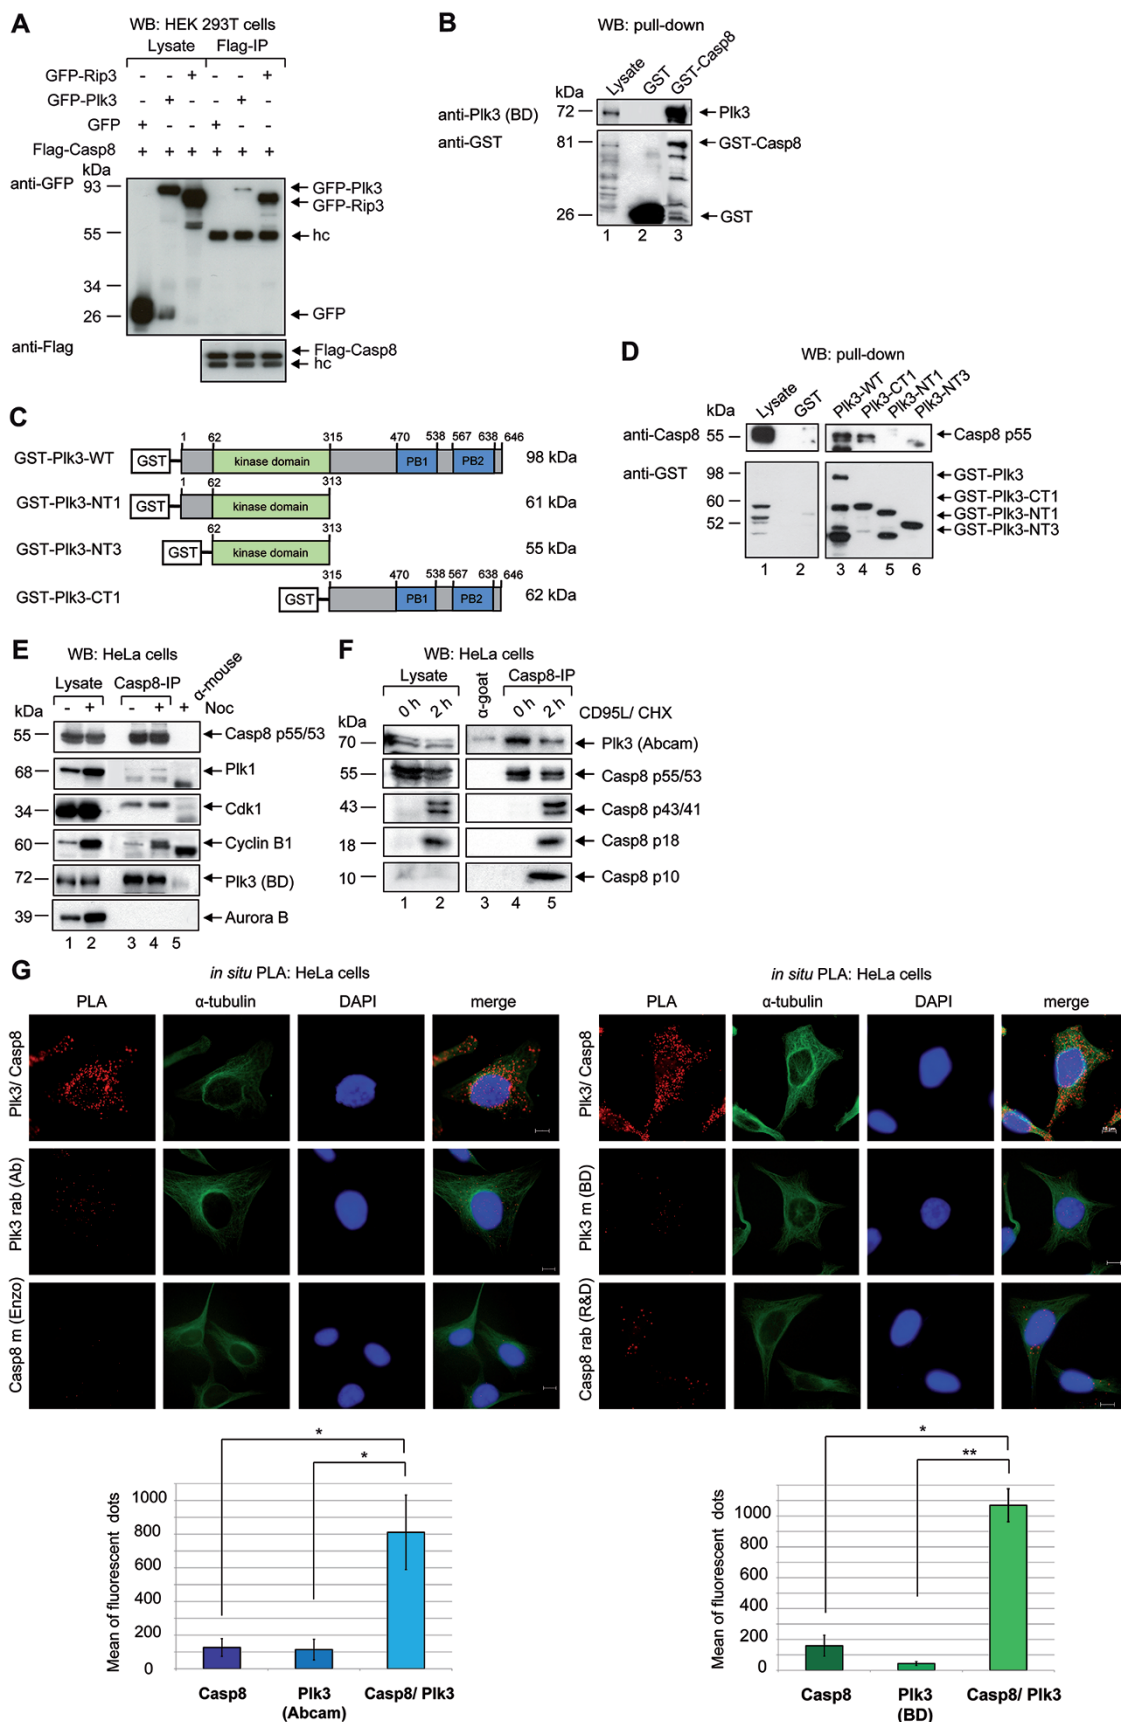 A
WB: HEK 293T cells
Lysate Flag-IP
GFP-Rip3 - - + - - +
GFP-Plk3 - + - - + -
GFP + - - + - -
Flag-Casp8 + + + + + +
kDa
anti-GFP
93
55
34
26
GFP-Plk3
GFP-Rip3
hc
GFP
anti-Flag
Flag-Casp8
hc
B
WB: pull-down
Lysate GST GST-Casp8
kDa
anti-Plk3 (BD) 72 Plk3
anti-GST 81 GST-Casp8
26 GST
1 2 3
C
1 62 315 470 538 567 638 646
GST-Plk3-WT GST kinase domain PB1 PB2 98 kDa
1 62 313
GST-Plk3-NT1 GST kinase domain 61 kDa
62 313
GST-Plk3-NT3 GST kinase domain 55 kDa
315 470 538 567 638 646
GST-Plk3-CT1 GST PB1 PB2 62 kDa
D
WB: pull-down
Lysate GST Plk3-WT Plk3-CT1 Plk3-NT1 Plk3-NT3
kDa
anti-Casp8 55 Casp8 p55
anti-GST 98 GST-Plk3
60 GST-Plk3-CT1
GST-Plk3-NT1
52 GST-Plk3-NT3
1 2 3 4 5 6
E
WB: HeLa cells
Lysate Casp8-IP α-mouse
- + - + + Noc
kDa
55 Casp8 p55/53
68 Plk1
34 Cdk1
60 Cyclin B1
72 Plk3 (BD)
39 Aurora B
1 2 3 4 5
F
WB: HeLa cells
Lysate α-goat Casp8-IP
0 h 2 h 0 h 2 h CD95L/ CHX
kDa
70 Plk3 (Abcam)
55 Casp8 p55/53
43 Casp8 p43/41
18 Casp8 p18
10 Casp8 p10
1 2 3 4 5
G
in situ PLA: HeLa cells
PLA α-tubulin DAPI merge
Plk3/ Casp8
Plk3 rab (Ab)
Casp8 m (Enzo)
in situ PLA: HeLa cells
PLA α-tubulin DAPI merge
Plk3/ Casp8
Plk3 m (BD)
Casp8 rab (R&D)
*
*
Mean of fluorescent dots
1000
800
600
400
200
0
Casp8 Plk3 (Abcam) Casp8/ Plk3
*
**
Mean of fluorescent dots
1000
800
600
400
200
0
Casp8 Plk3 (BD) Casp8/ Plk3